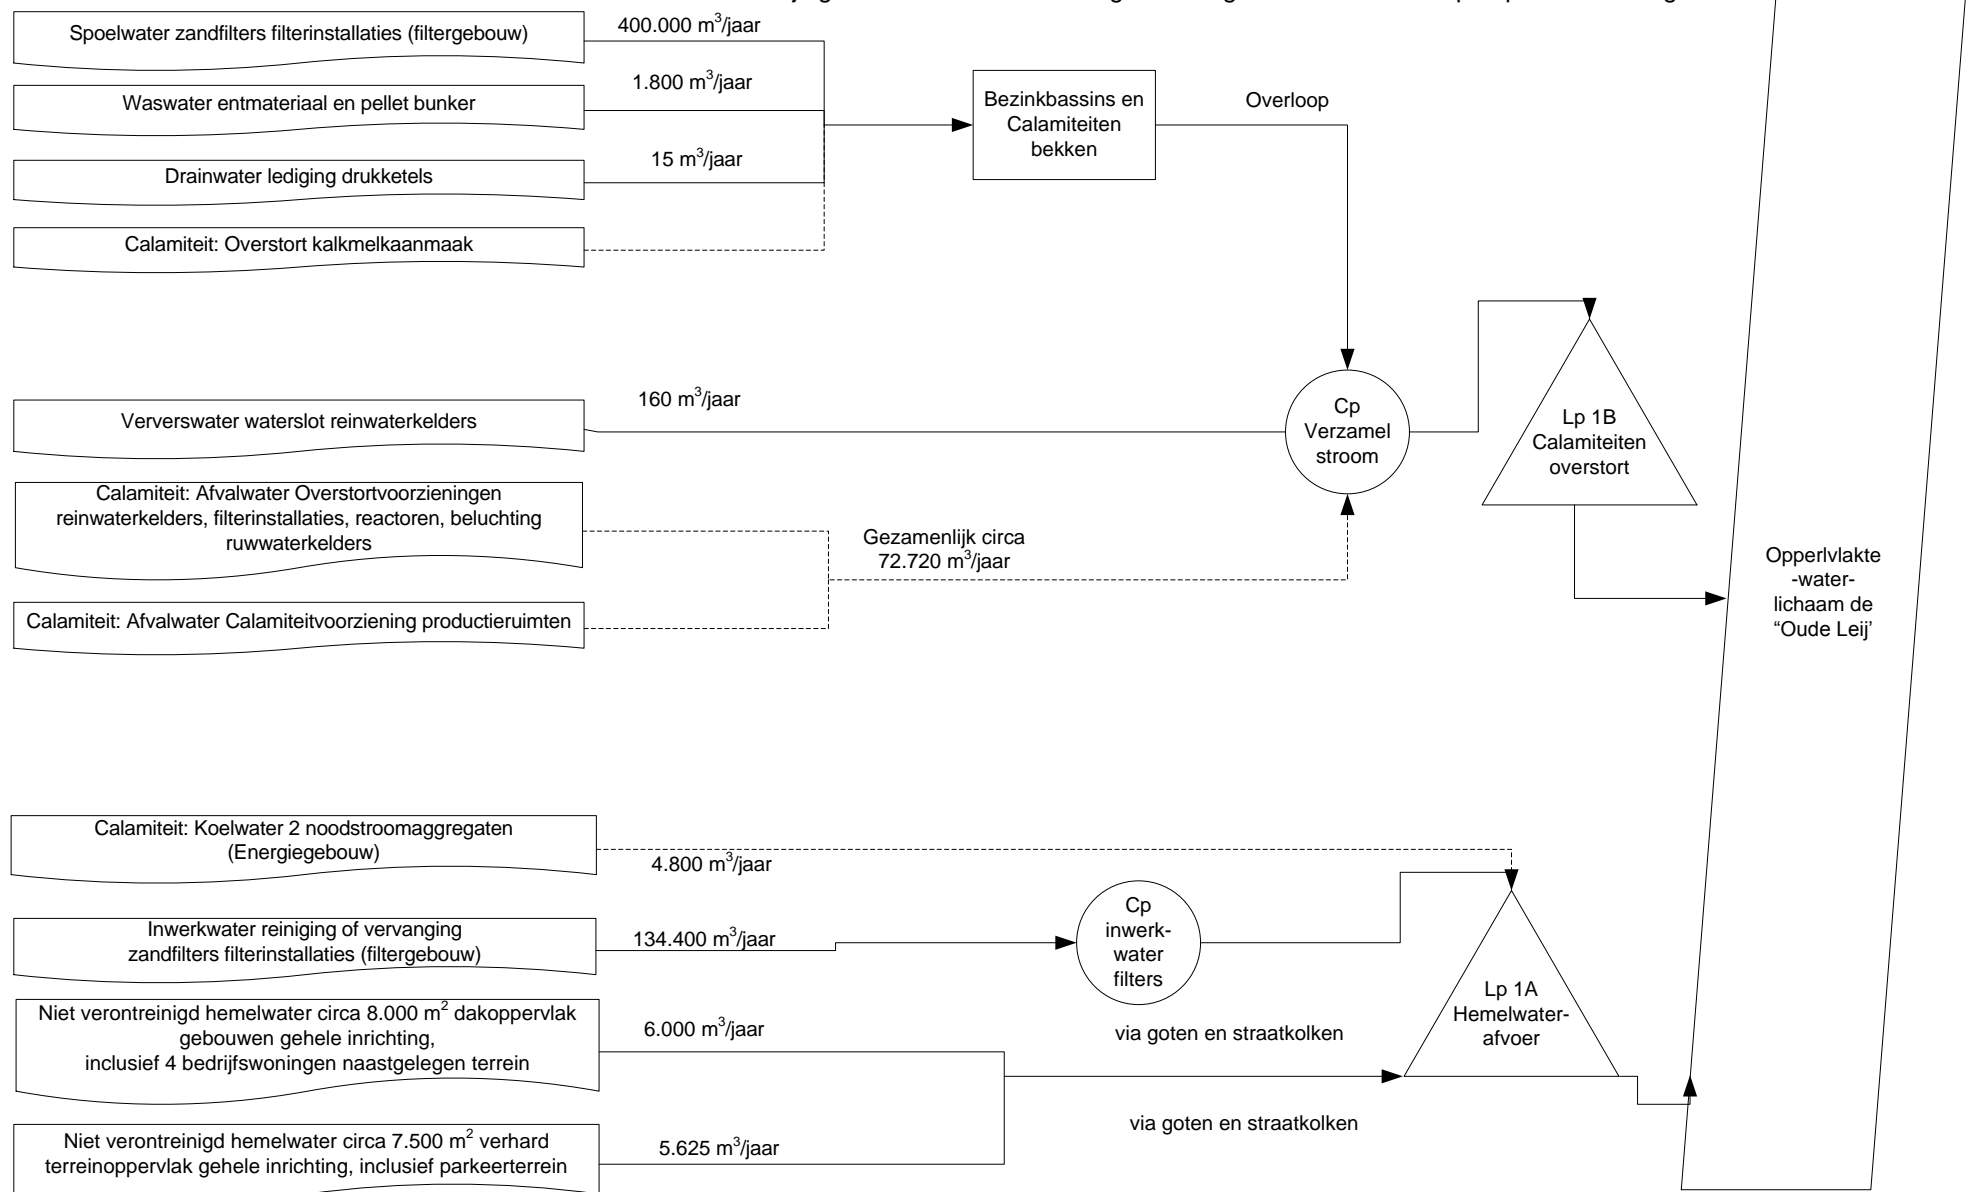 Spoelwater zandfilters filterinstallaties (filtergebouw)
400.000 m³/jaar
Waswater entmateriaal en pellet bunker
1.800 m³/jaar
Drainwater lediging drukketels
15 m³/jaar
Calamiteit: Overstort kalkmelkaanmaak
Bezinkbassins en
Calamiteiten
bekken
Overloop
Ververswater waterslot reinwaterkelders
160 m³/jaar
Cp
Verzamel
stroom
Lp 1B
Calamiteiten
overstort
Calamiteit: Afvalwater Overstortvoorzieningen
reinwaterkelders, filterinstallaties, reactoren, beluchting
ruwwaterkelders
Gezamenlijk circa
72.720 m³/jaar
Calamiteit: Afvalwater Calamiteitvoorziening productieruimten
Opperlvlakte
-water-
lichaam de
“Oude Leij’
Calamiteit: Koelwater 2 noodstroomaggregaten
(Energiegebouw)
4.800 m³/jaar
Inwerkwater reiniging of vervanging
zandfilters filterinstallaties (filtergebouw)
134.400 m³/jaar
Cp
inwerk-
water
filters
Lp 1A
Hemelwater-
afvoer
Niet verontreinigd hemelwater circa 8.000 m² dakoppervlak
gebouwen gehele inrichting,
inclusief 4 bedrijfswoningen naastgelegen terrein
6.000 m³/jaar
via goten en straatkolken
Niet verontreinigd hemelwater circa 7.500 m² verhard
terreinoppervlak gehele inrichting, inclusief parkeerterrein
5.625 m³/jaar
via goten en straatkolken